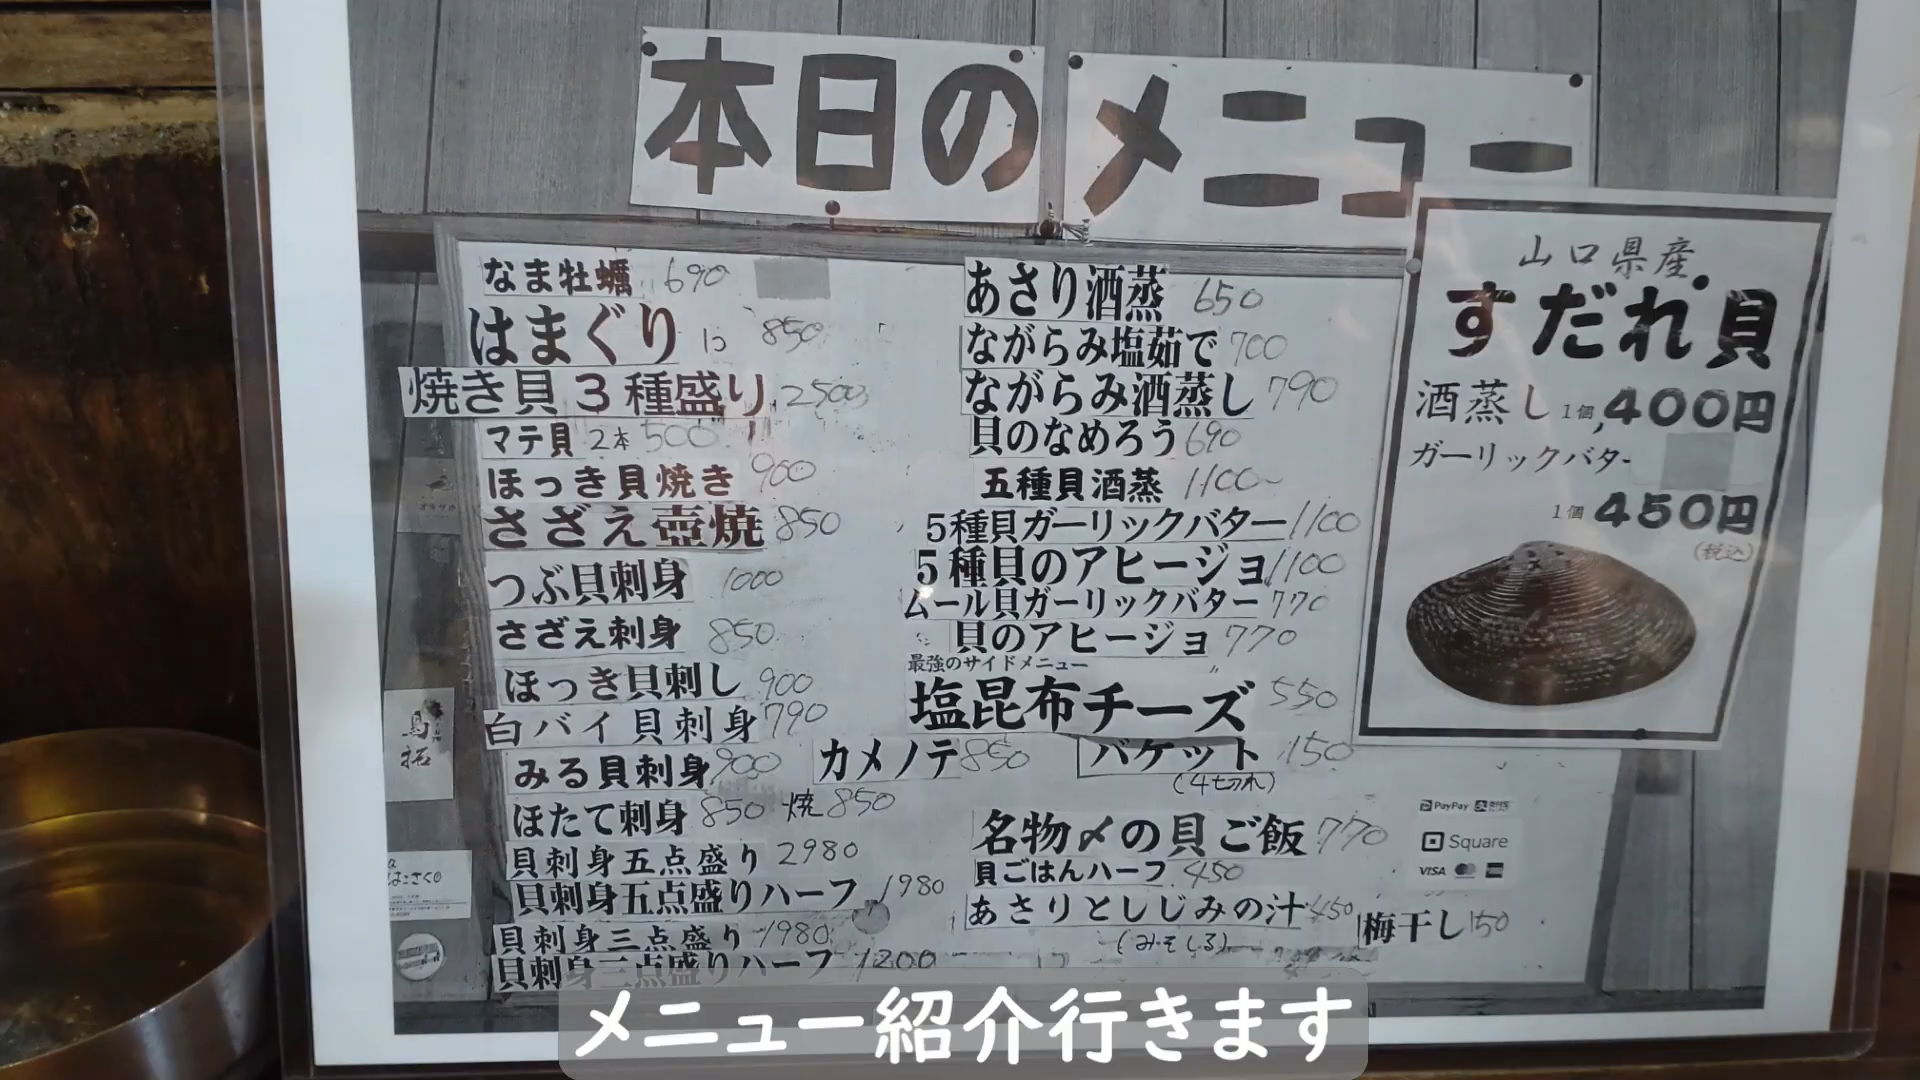 本日のメニュー
なま牡蠣 690
はまぐり 1コ 850
焼き貝3種盛り 2500
マテ貝 2本 500
ほっき貝焼き 900
さざえ壺焼 850
つぶ貝刺身 1000
さざえ刺身 850
ほっき貝刺し 900
白バイ貝刺身 790
みる貝刺身 900
ほたて刺身 850 焼 850
貝刺身五点盛り 2980
貝刺身五点盛りハーフ 1980
貝刺身三点盛り 1980
貝刺身三点盛りハーフ 1200
あさり酒蒸 650
ながらみ塩茹で 700
ながらみ酒蒸し 790
貝のなめろう 690
五種貝酒蒸 1100
5種貝ガーリックバター 1100
5種貝のアヒージョ 1100
ムール貝ガーリックバター 770
貝のアヒージョ 770
最強のサイドメニュー
塩昆布チーズ 550
カメノテ 850
バケット 150
(4切れ)
名物〆の貝ご飯 770
貝ごはんハーフ 450
あさりとしじみの汁 450
(みそしる)
梅干し 150
山口県産
すだれ貝
酒蒸し 1個 400円
ガーリックバター
1個 450円
(税込)
PayPay
Square
VISA
鳥拓
メニュー紹介行きます